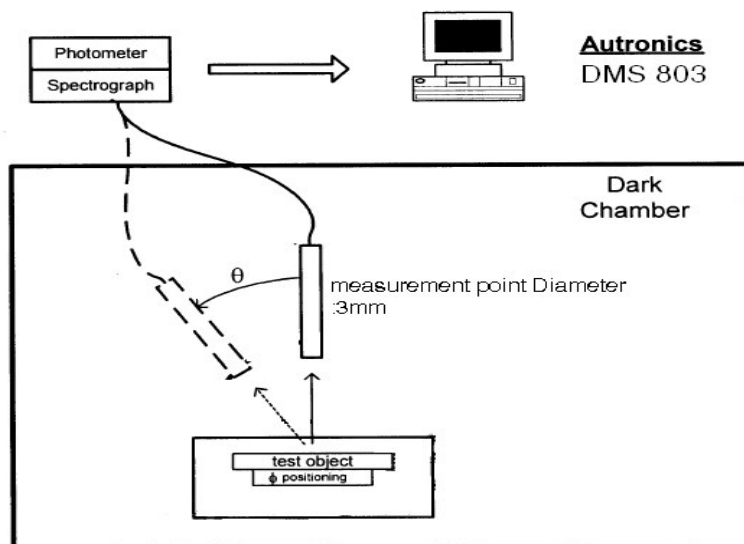 Photometer
Spectrograph
Autronics
DMS 803
Dark
Chamber
θ
measurement point Diameter
:3mm
test object
ϕ positioning